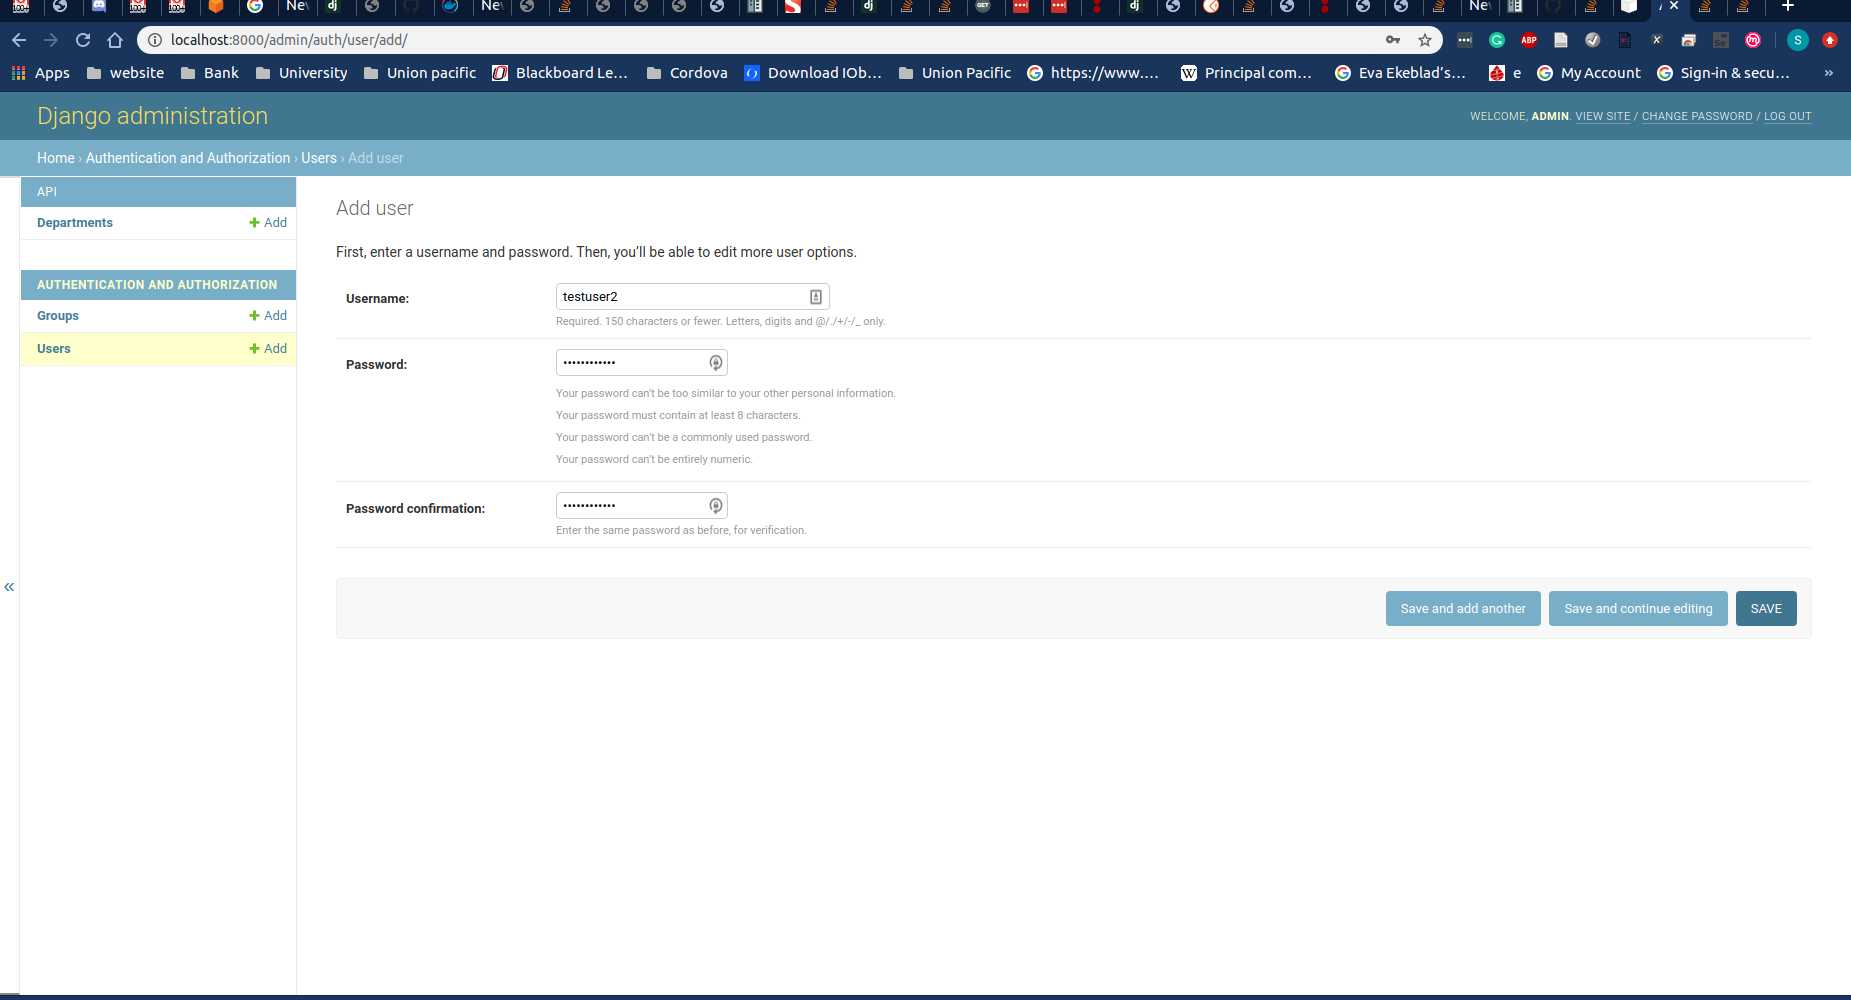 New
New
New
localhost:8000/admin/auth/user/add/
ABP
S
Apps website Bank University Union pacific Blackboard Le... Cordova Download IOb... Union Pacific https://www.... Principal com... Eva Ekeblad's... e My Account Sign-in & secu... »
Django administration
WELCOME, ADMIN. VIEW SITE / CHANGE PASSWORD / LOG OUT
Home › Authentication and Authorization › Users › Add user
API
Departments + Add
AUTHENTICATION AND AUTHORIZATION
Groups + Add
Users + Add
«
Add user
First, enter a username and password. Then, you’ll be able to edit more user options.
Username: testuser2
Required. 150 characters or fewer. Letters, digits and @/./+/-/_ only.
Password: ••••••••••••
Your password can’t be too similar to your other personal information.
Your password must contain at least 8 characters.
Your password can’t be a commonly used password.
Your password can’t be entirely numeric.
Password confirmation: ••••••••••••
Enter the same password as before, for verification.
Save and add another Save and continue editing SAVE